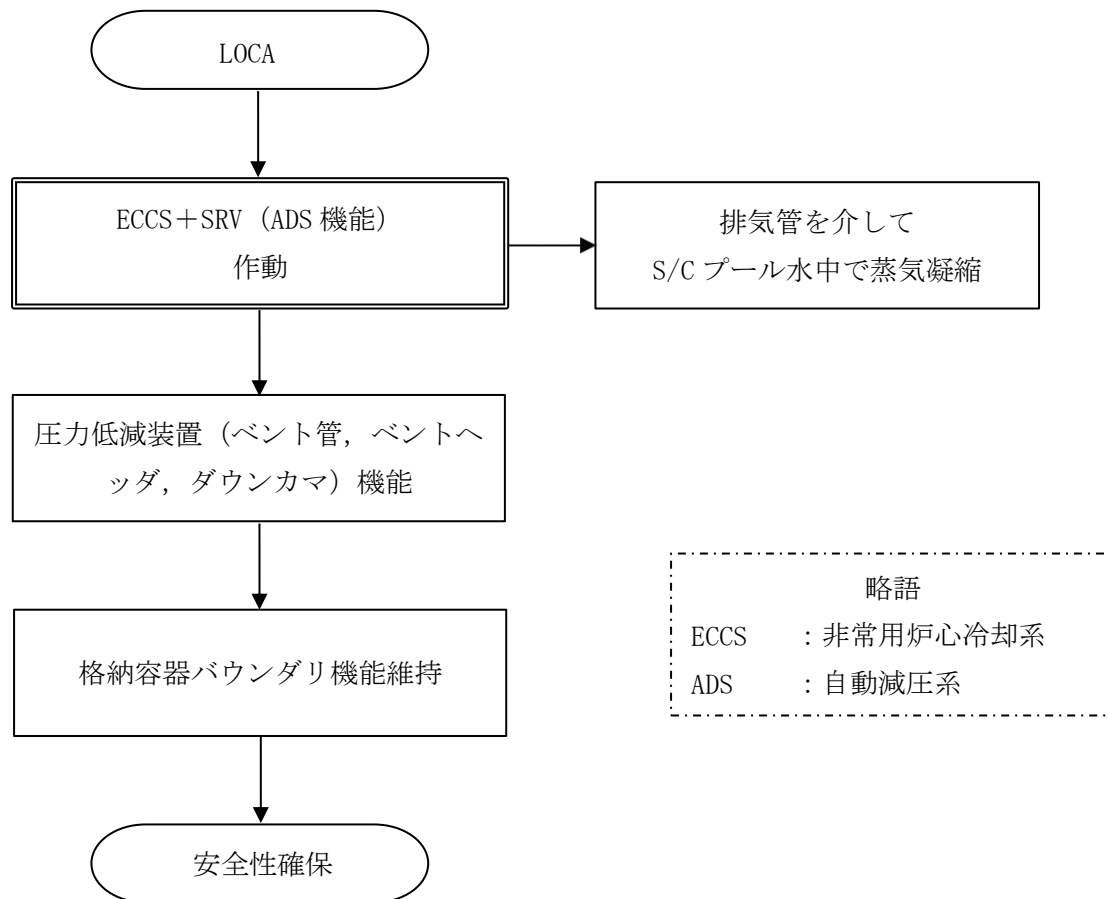 LOCA
ECCS+SRV（ADS 機能）
作動
排気管を介して
S/C プール水中で蒸気凝縮
圧力低減装置（ベント管，ベントヘ
ッダ，ダウンカマ）機能
格納容器バウンダリ機能維持
安全性確保
略語
ECCS ：非常用炉心冷却系
ADS ：自動減圧系